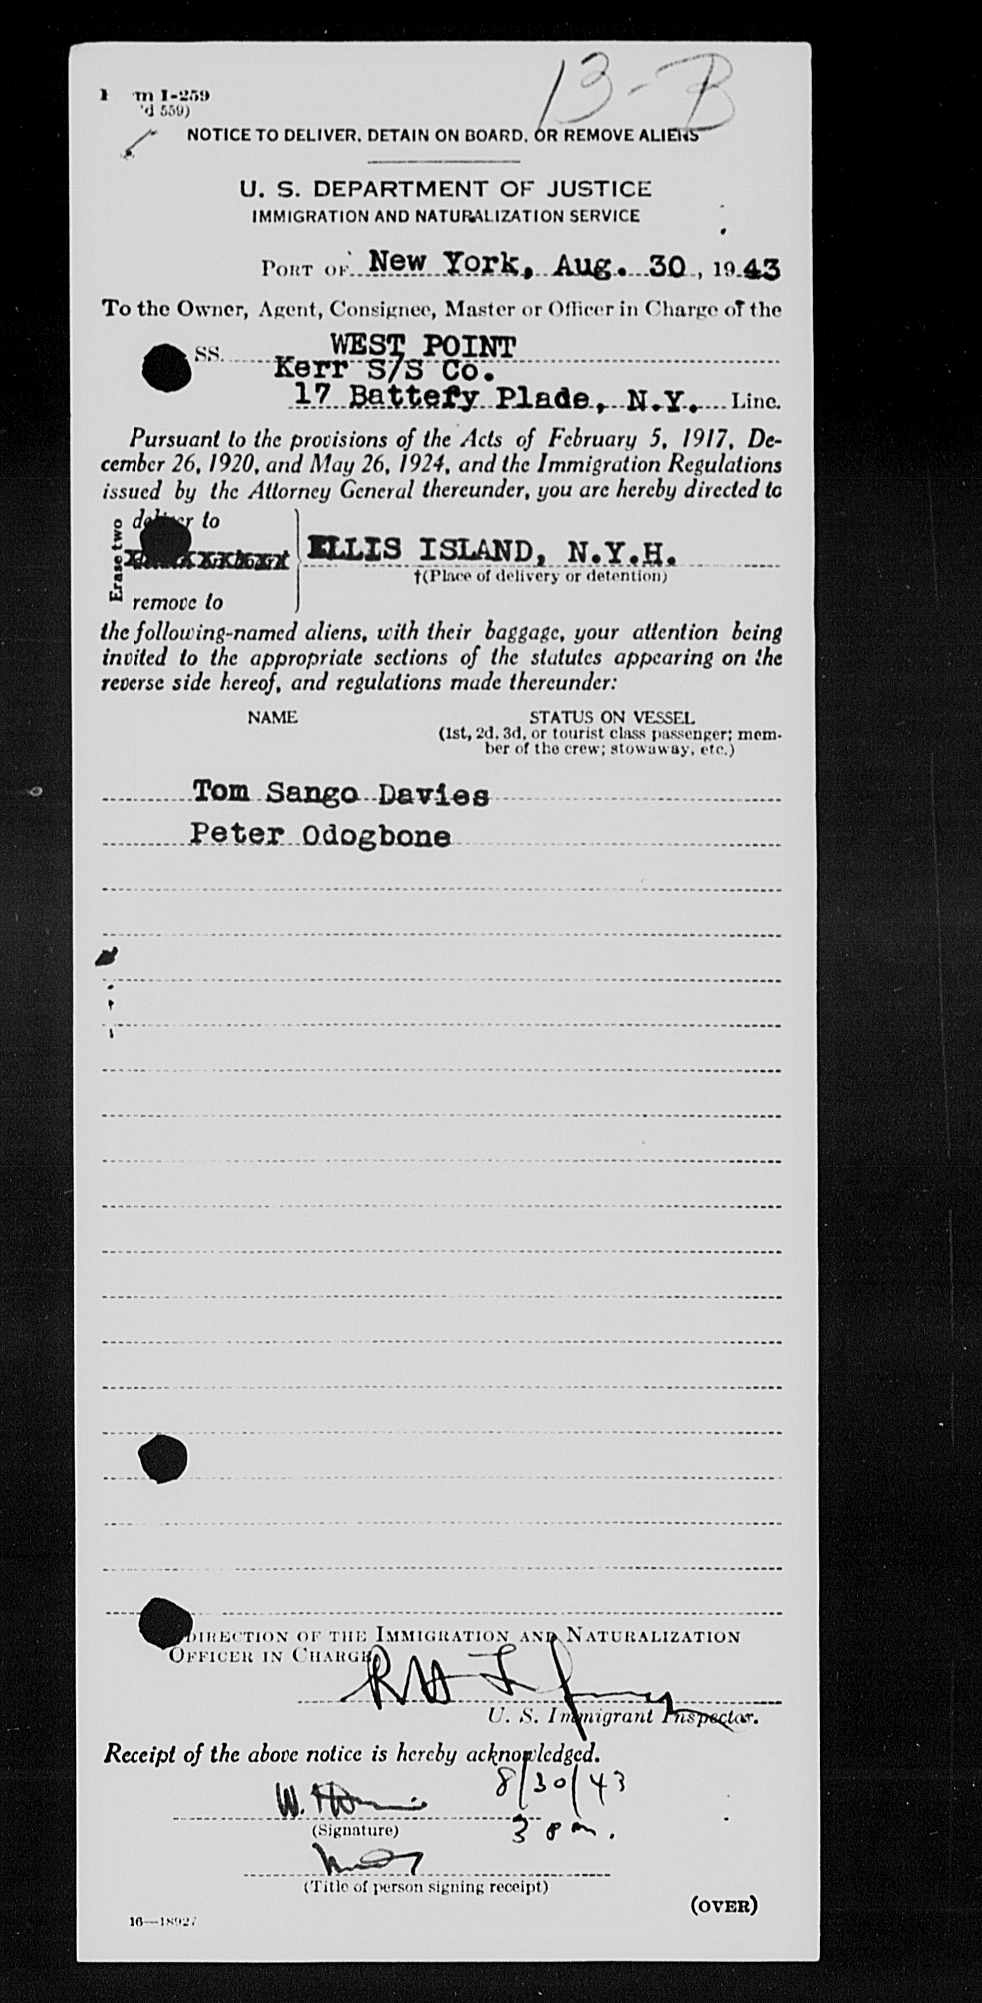 13-B
m I-259
'd 559)
NOTICE TO DELIVER, DETAIN ON BOARD, OR REMOVE ALIENS
U. S. DEPARTMENT OF JUSTICE
IMMIGRATION AND NATURALIZATION SERVICE
PORT OF New York, Aug. 30, 1943
To the Owner, Agent, Consignee, Master or Officer in Charge of the
SS. WEST POINT
Kerr S/S Co.
17 Battefy Plade, N.Y. Line.
Pursuant to the provisions of the Acts of February 5, 1917, De-
cember 26, 1920, and May 26, 1924, and the Immigration Regulations
issued by the Attorney General thereunder, you are hereby directed to
Erase two
deliver to
ELLIS ISLAND, N.Y.H.
†(Place of delivery or detention)
remove to
the following-named aliens, with their baggage, your attention being
invited to the appropriate sections of the statutes appearing on the
reverse side hereof, and regulations made thereunder:
NAME STATUS ON VESSEL
(1st, 2d, 3d, or tourist class passenger; mem-
ber of the crew; stowaway, etc.)
Tom Sango Davies
Peter Odogbone
DIRECTION OF THE IMMIGRATION AND NATURALIZATION
OFFICER IN CHARGE
U. S. Immigrant Inspector.
Receipt of the above notice is hereby acknowledged.
W. 8/30/43
(Signature) 3 pm.
(Title of person signing receipt)
(OVER)
16—18927